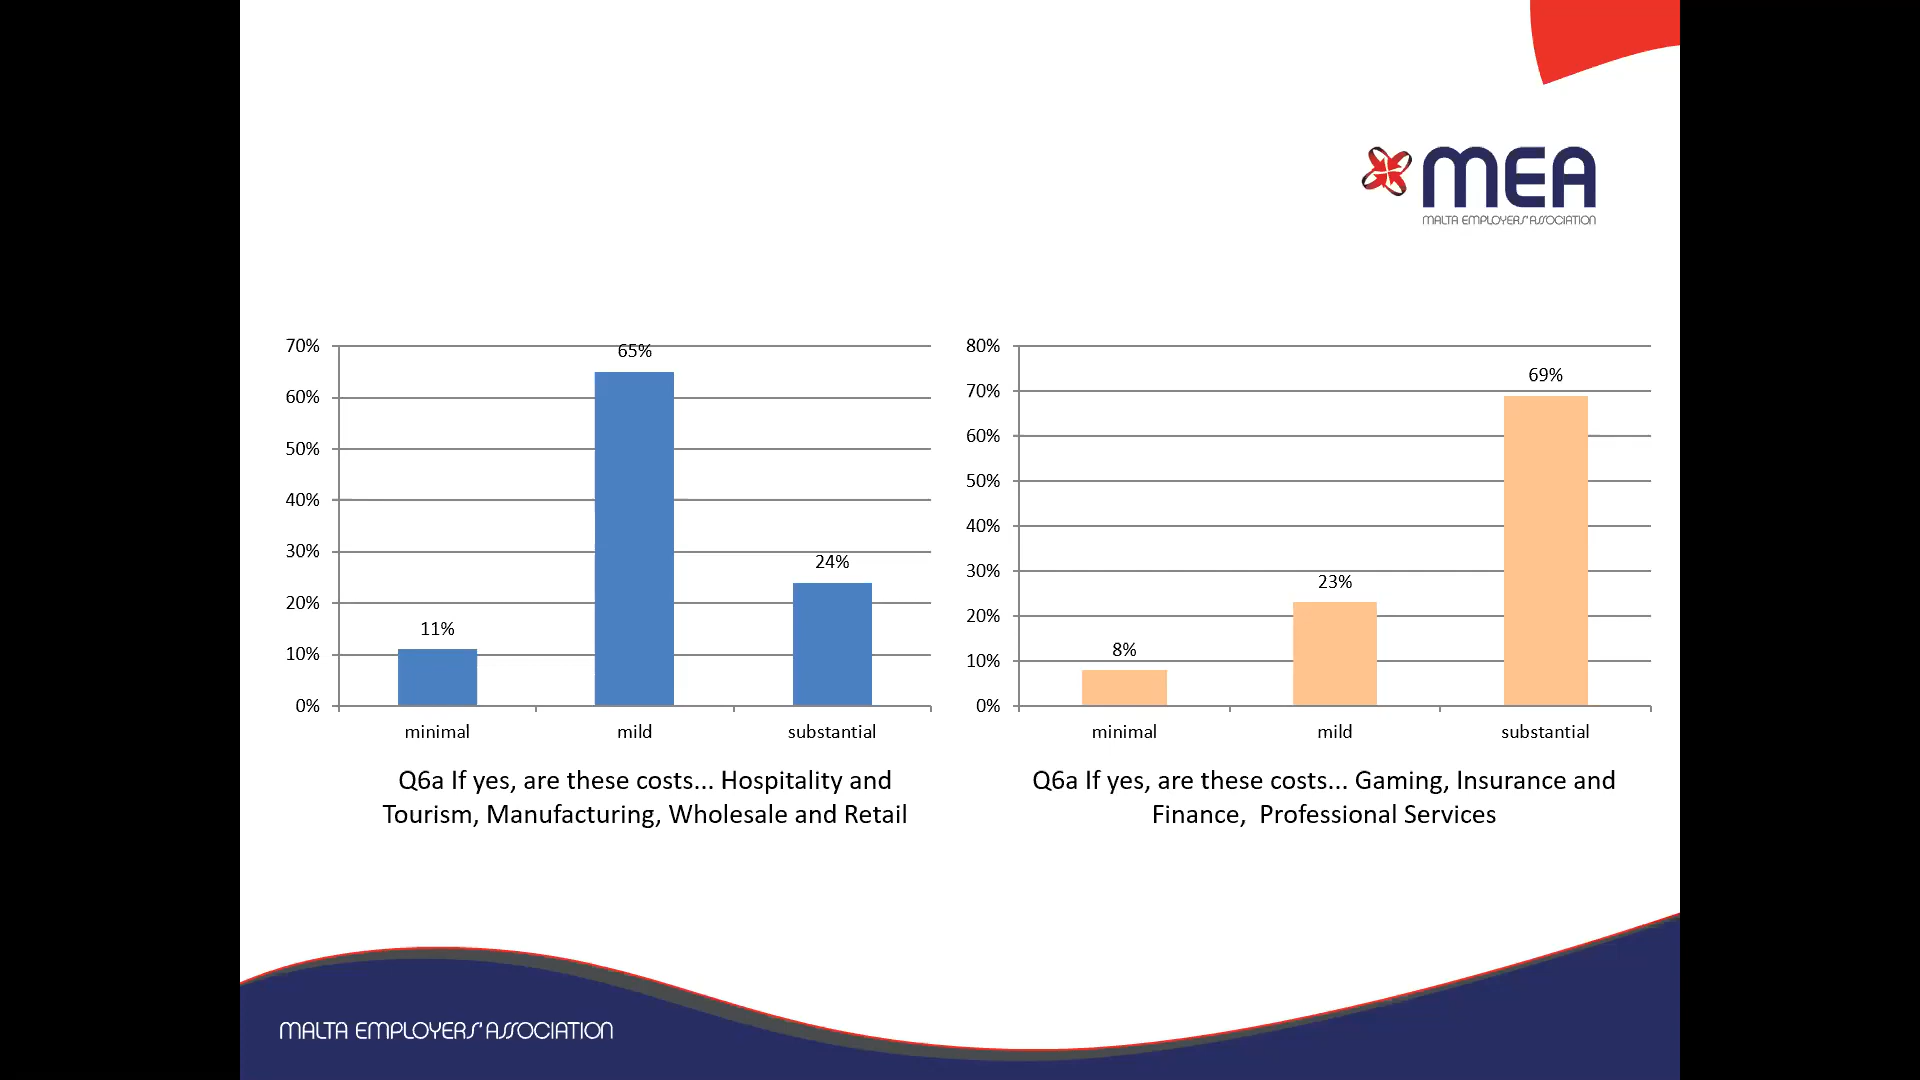 MEA
MALTA EMPLOYERS' ASSOCIATION
70%
60%
50%
40%
30%
20%
10%
0%
11%
65%
24%
minimal
mild
substantial
Q6a If yes, are these costs... Hospitality and
Tourism, Manufacturing, Wholesale and Retail
80%
70%
60%
50%
40%
30%
20%
10%
0%
8%
23%
69%
minimal
mild
substantial
Q6a If yes, are these costs... Gaming, Insurance and
Finance,  Professional Services
MALTA EMPLOYERS' ASSOCIATION